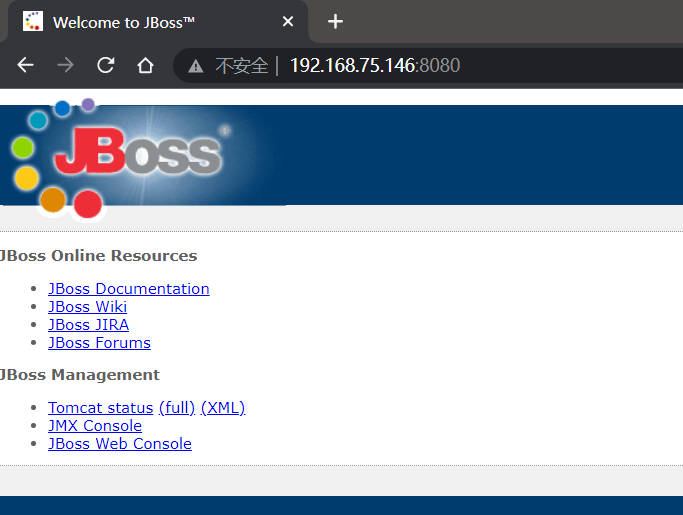 Welcome to JBoss™
不安全 | 192.168.75.146:8080
JBoss®
JBoss Online Resources
JBoss Documentation
JBoss Wiki
JBoss JIRA
JBoss Forums
JBoss Management
Tomcat status (full) (XML)
JMX Console
JBoss Web Console